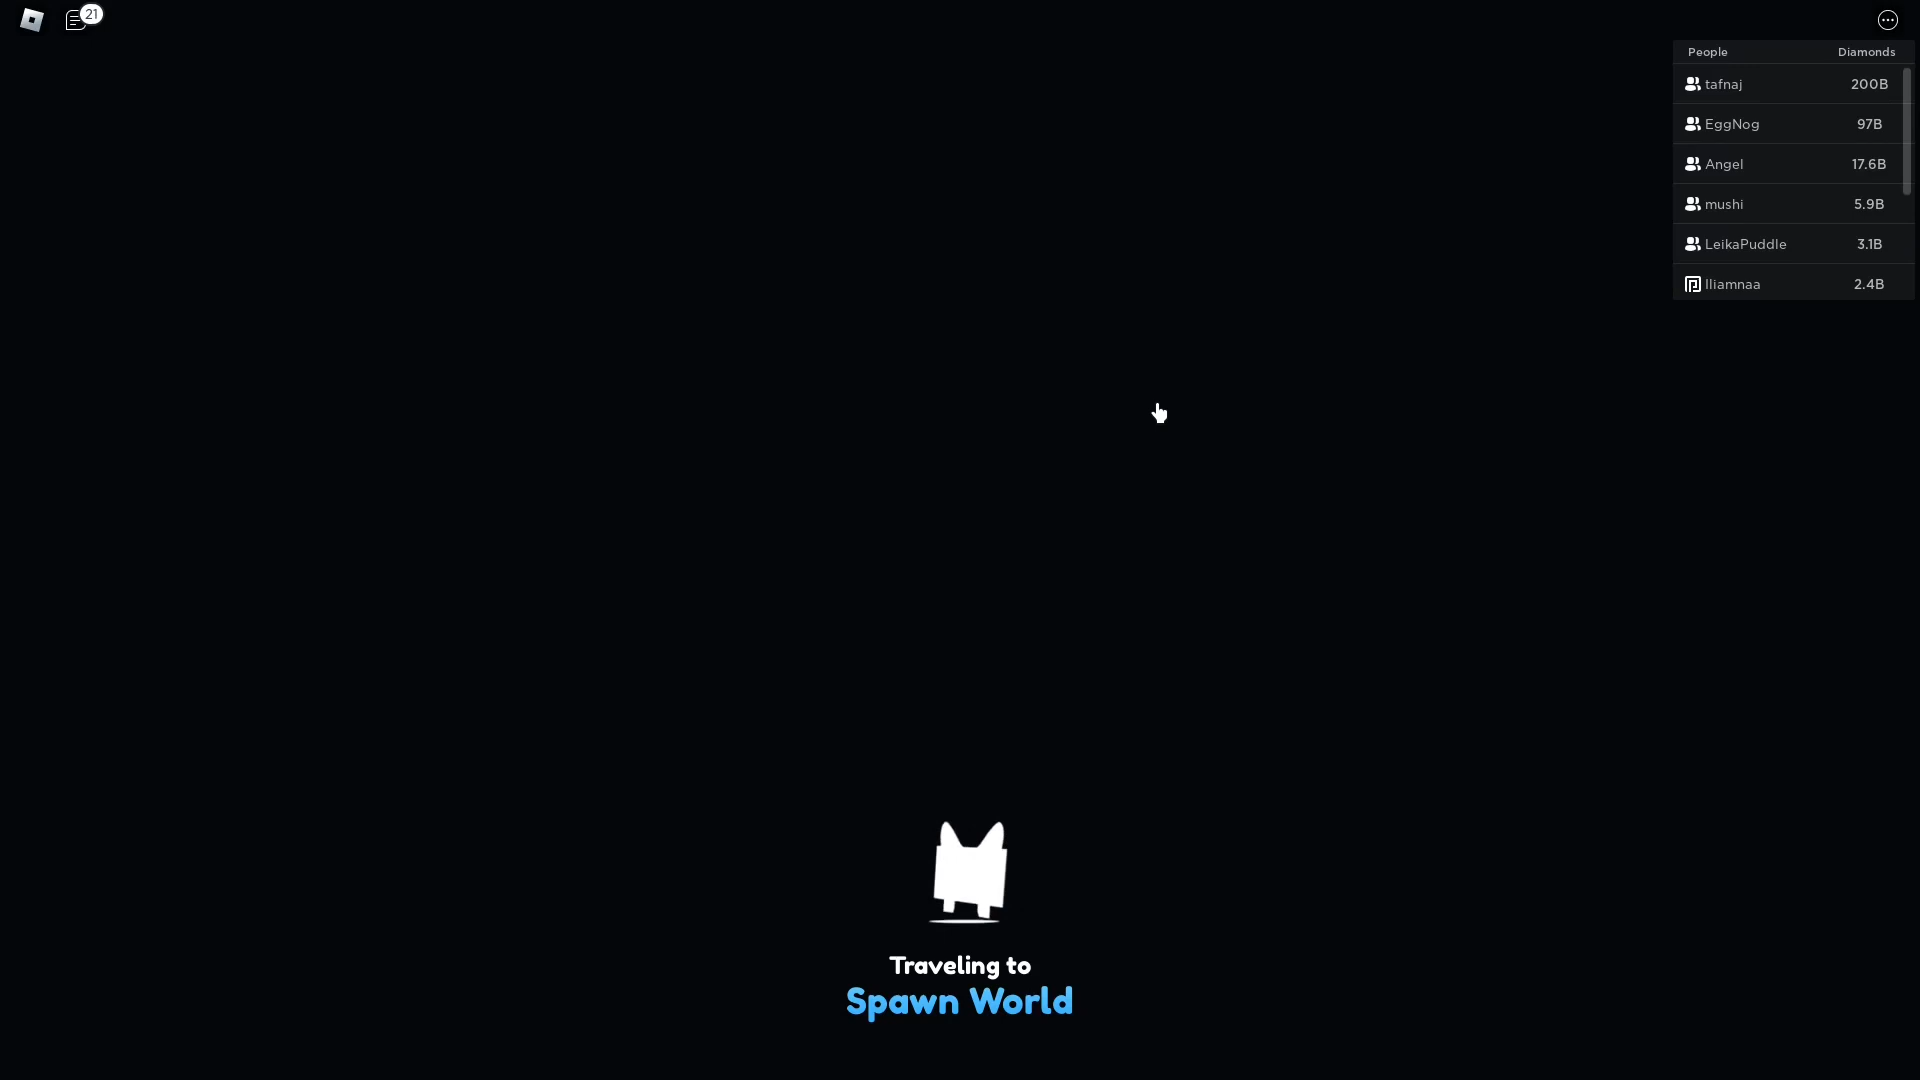 21
People Diamonds
tafnaj 200B
EggNog 97B
Angel 17.6B
mushi 5.9B
LeikaPuddle 3.1B
Iliamnaa 2.4B
Traveling to
Spawn World